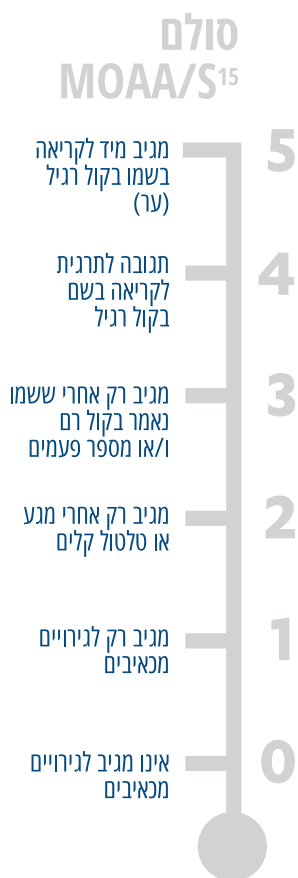 סולם
MOAA/S15
5
מגיב מיד לקריאה
בשמו בקול רגיל
(ער)
4
תגובה לתרגית
לקריאה בשם
בקול רגיל
3
מגיב רק אחרי ששמו
נאמר בקול רם
ו/או מספר פעמים
2
מגיב רק אחרי מגע
או טלטול קלים
1
מגיב רק לגירויים
מכאיבים
0
אינו מגיב לגירויים
מכאיבים